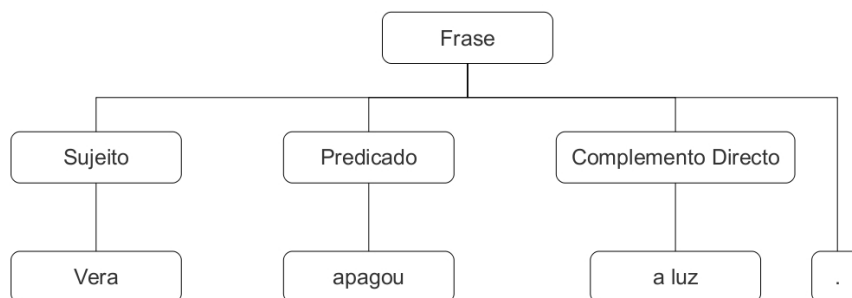 Frase
Sujeito Predicado Complemento Directo
Vera apagou a luz .